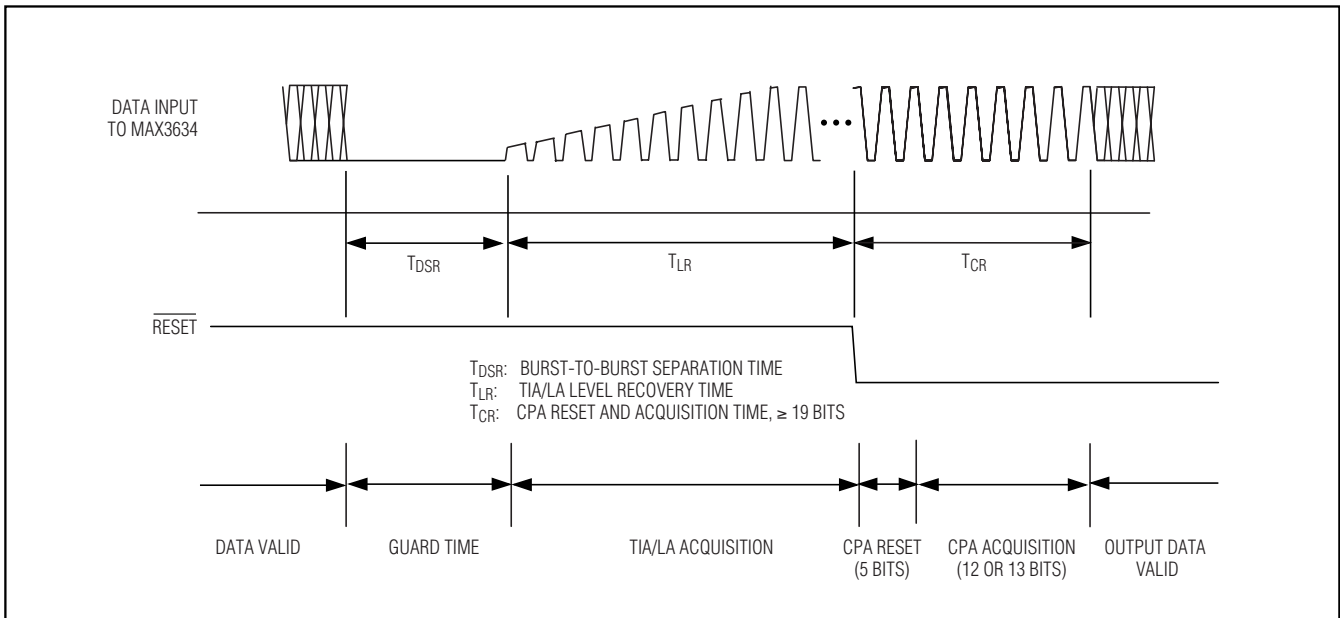 DATA INPUT
TO MAX3634
•••
TDSR
TLR
TCR
RESET
TDSR: BURST-TO-BURST SEPARATION TIME
TLR: TIA/LA LEVEL RECOVERY TIME
TCR: CPA RESET AND ACQUISITION TIME, ≥ 19 BITS
DATA VALID
GUARD TIME
TIA/LA ACQUISITION
CPA RESET
(5 BITS)
CPA ACQUISITION
(12 OR 13 BITS)
OUTPUT DATA
VALID